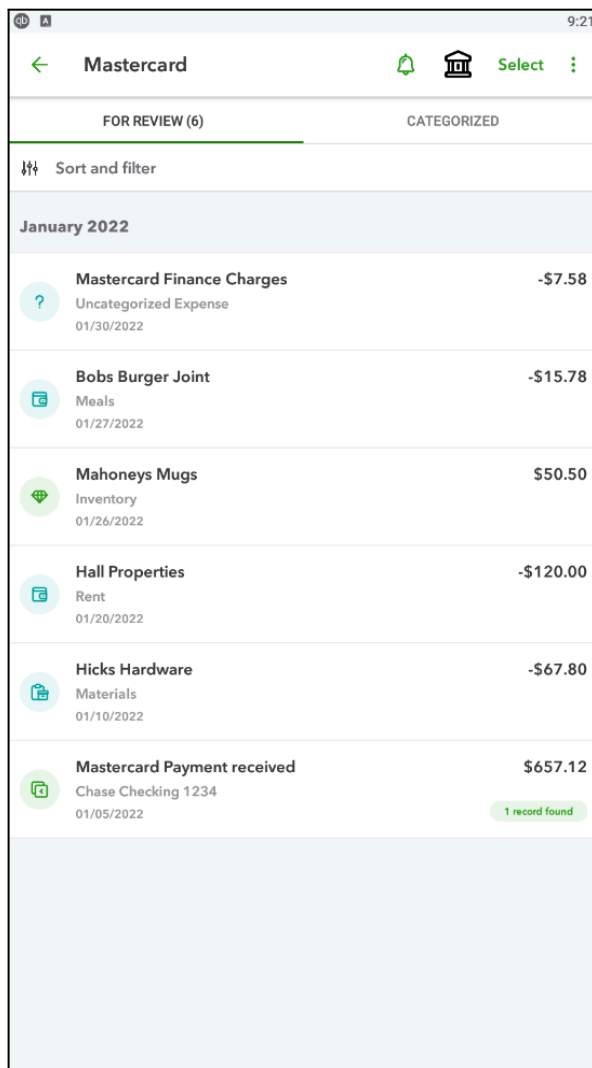 qb A 9:21
Mastercard Select
FOR REVIEW (6) CATEGORIZED
Sort and filter
January 2022
Mastercard Finance Charges -$7.58
Uncategorized Expense
01/30/2022
Bobs Burger Joint -$15.78
Meals
01/27/2022
Mahoneys Mugs $50.50
Inventory
01/26/2022
Hall Properties -$120.00
Rent
01/20/2022
Hicks Hardware -$67.80
Materials
01/10/2022
Mastercard Payment received $657.12
Chase Checking 1234
01/05/2022 1 record found